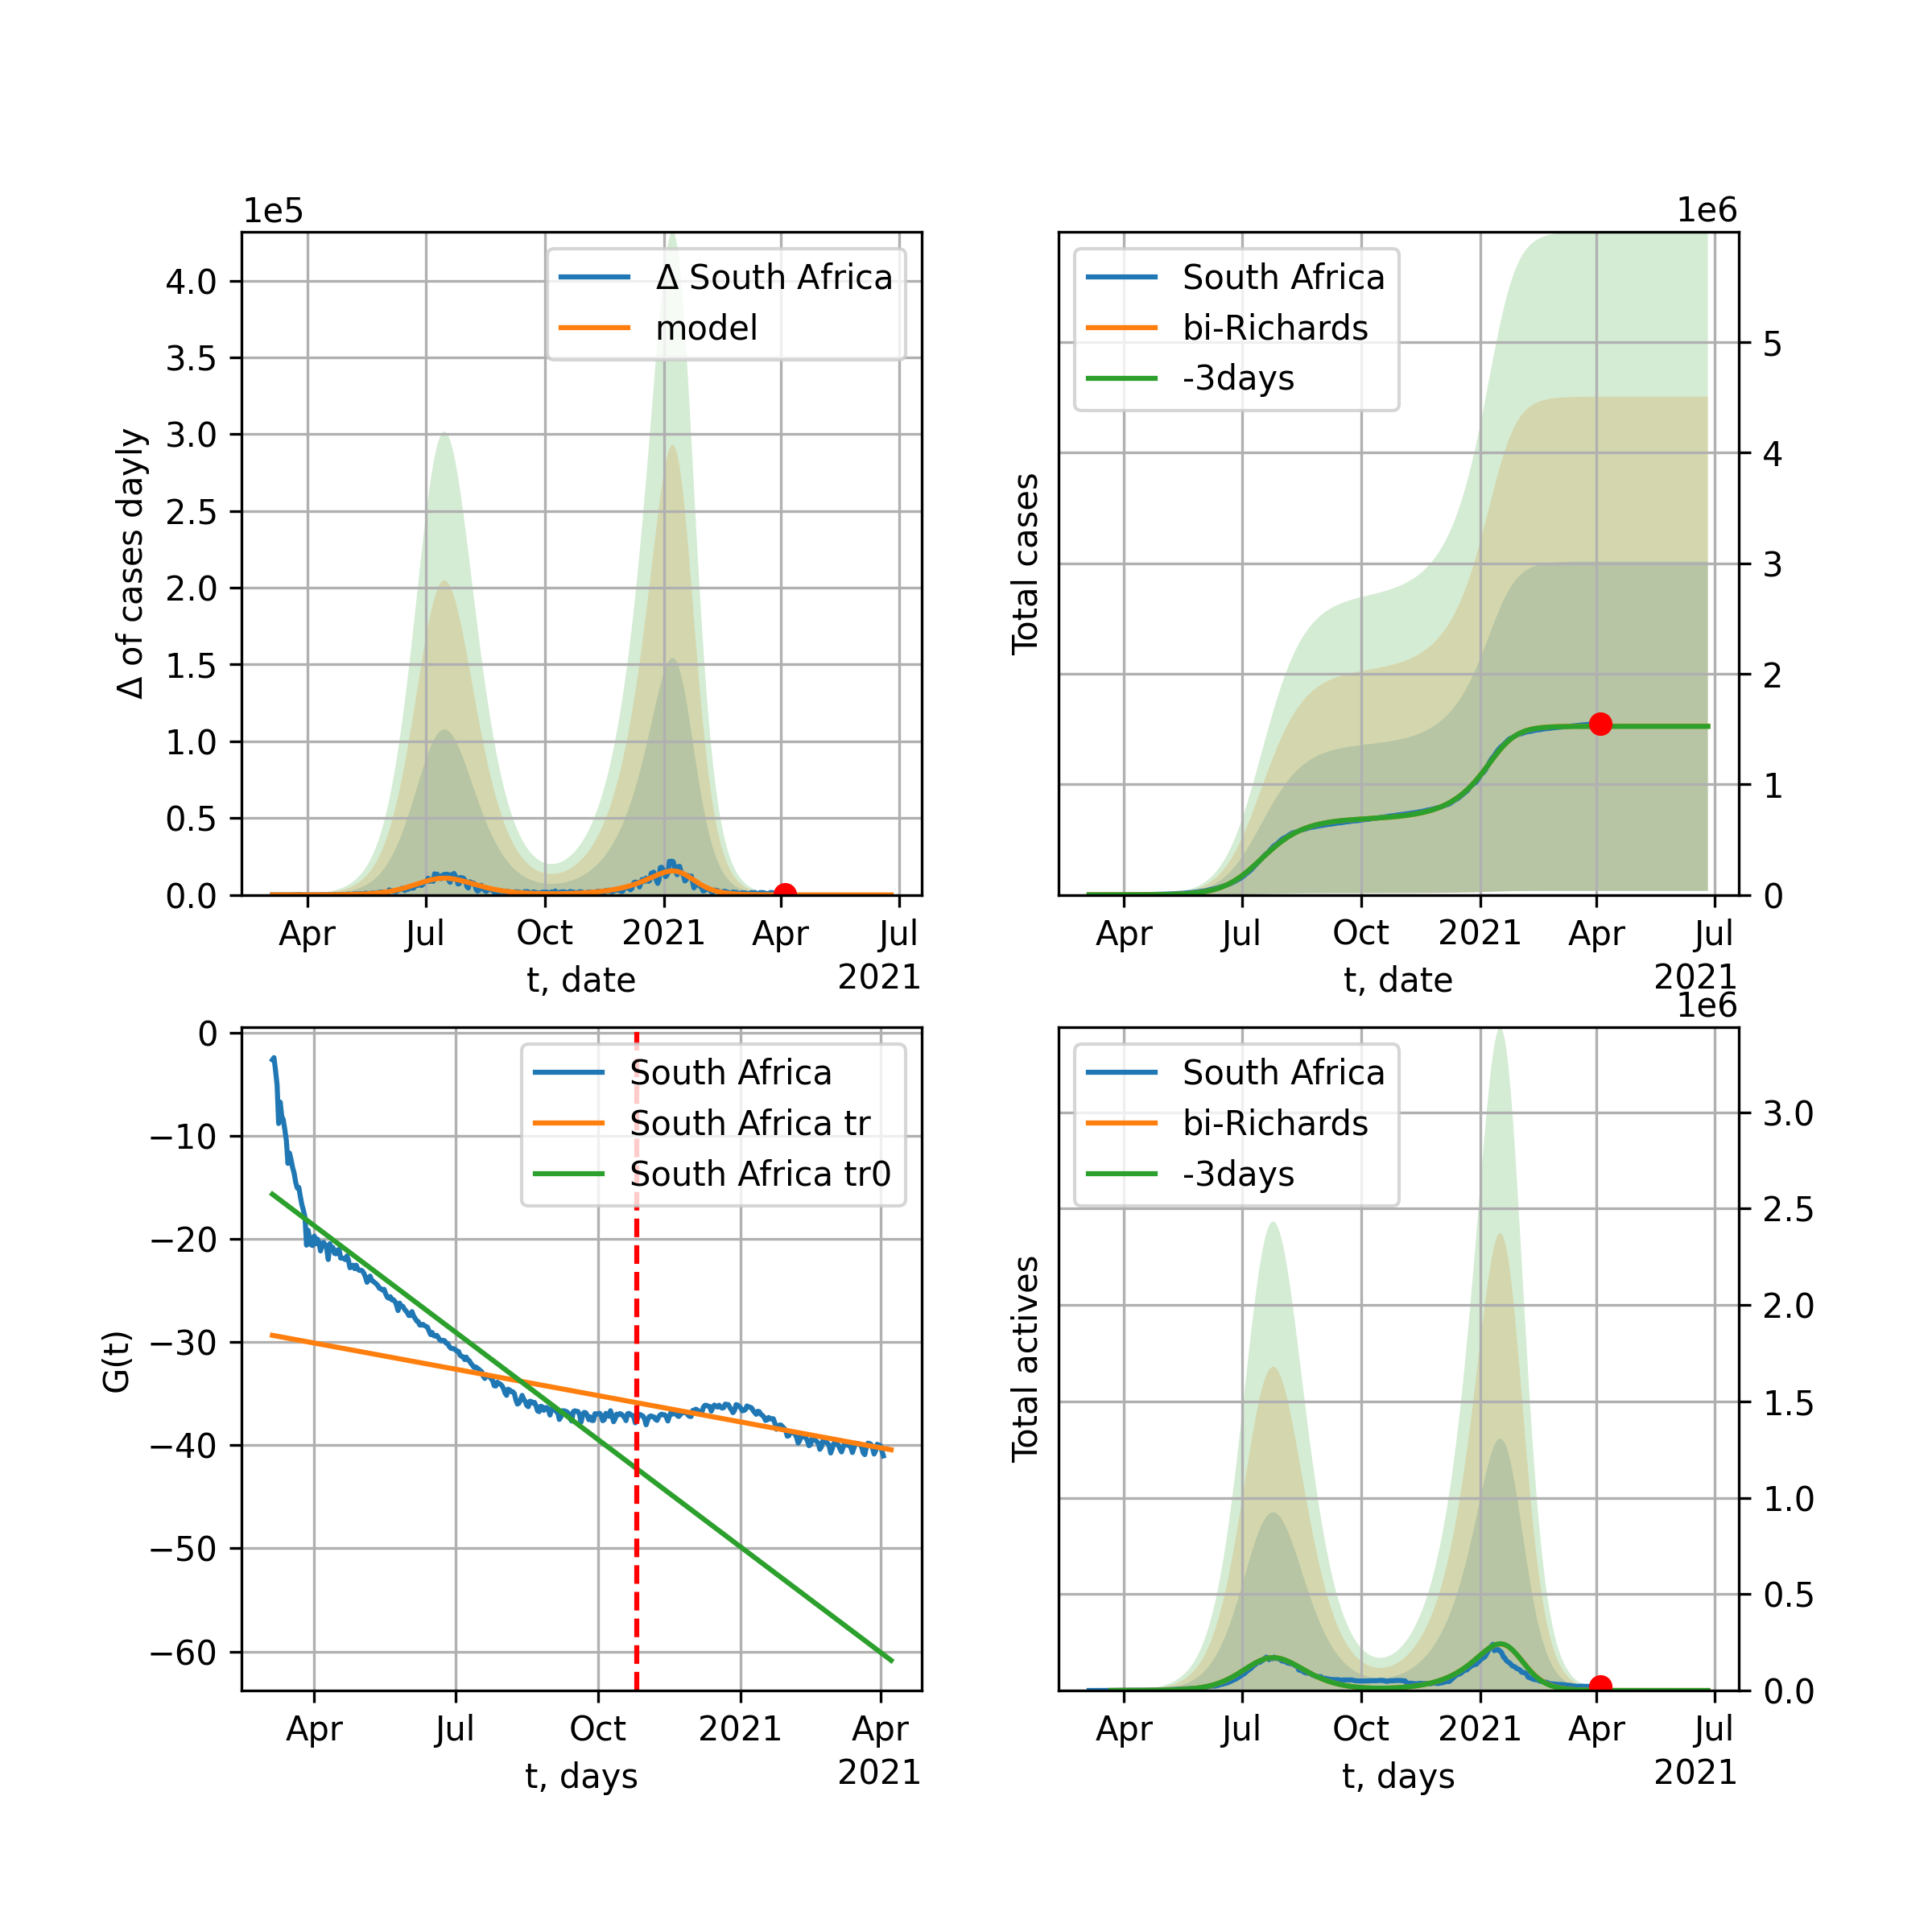 1e5
Δ South Africa
model
4.0
3.5
3.0
2.5
2.0
1.5
1.0
0.5
0.0
Δ of cases dayly
Apr
Jul
Oct
2021
Apr
Jul
t, date
2021
1e6
South Africa
bi-Richards
-3days
5
4
3
2
1
0
Total cases
Apr
Jul
Oct
2021
Apr
Jul
t, date
2021
South Africa
South Africa tr
South Africa tr0
0
−10
−20
−30
−40
−50
−60
G(t)
Apr
Jul
Oct
2021
Apr
t, days
2021
1e6
South Africa
bi-Richards
-3days
3.0
2.5
2.0
1.5
1.0
0.5
0.0
Total actives
Apr
Jul
Oct
2021
Apr
Jul
t, days
2021